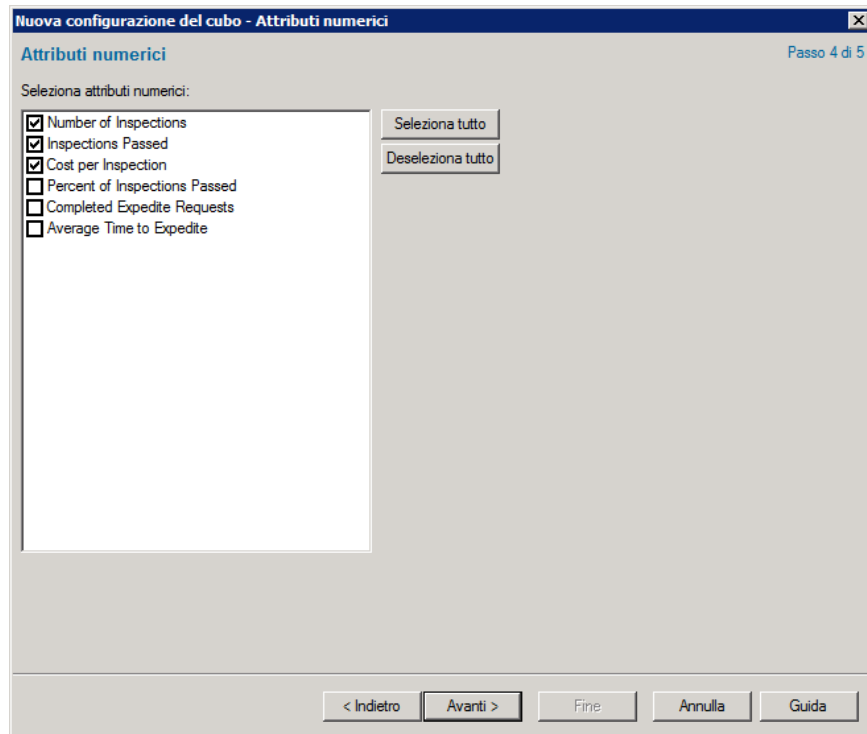 Nuova configurazione del cubo - Attributi numerici
Attributi numerici
Passo 4 di 5
Seleziona attributi numerici:
Number of Inspections
Inspections Passed
Cost per Inspection
Percent of Inspections Passed
Completed Expedite Requests
Average Time to Expedite
Seleziona tutto
Deseleziona tutto
< Indietro
Avanti >
Fine
Annulla
Guida